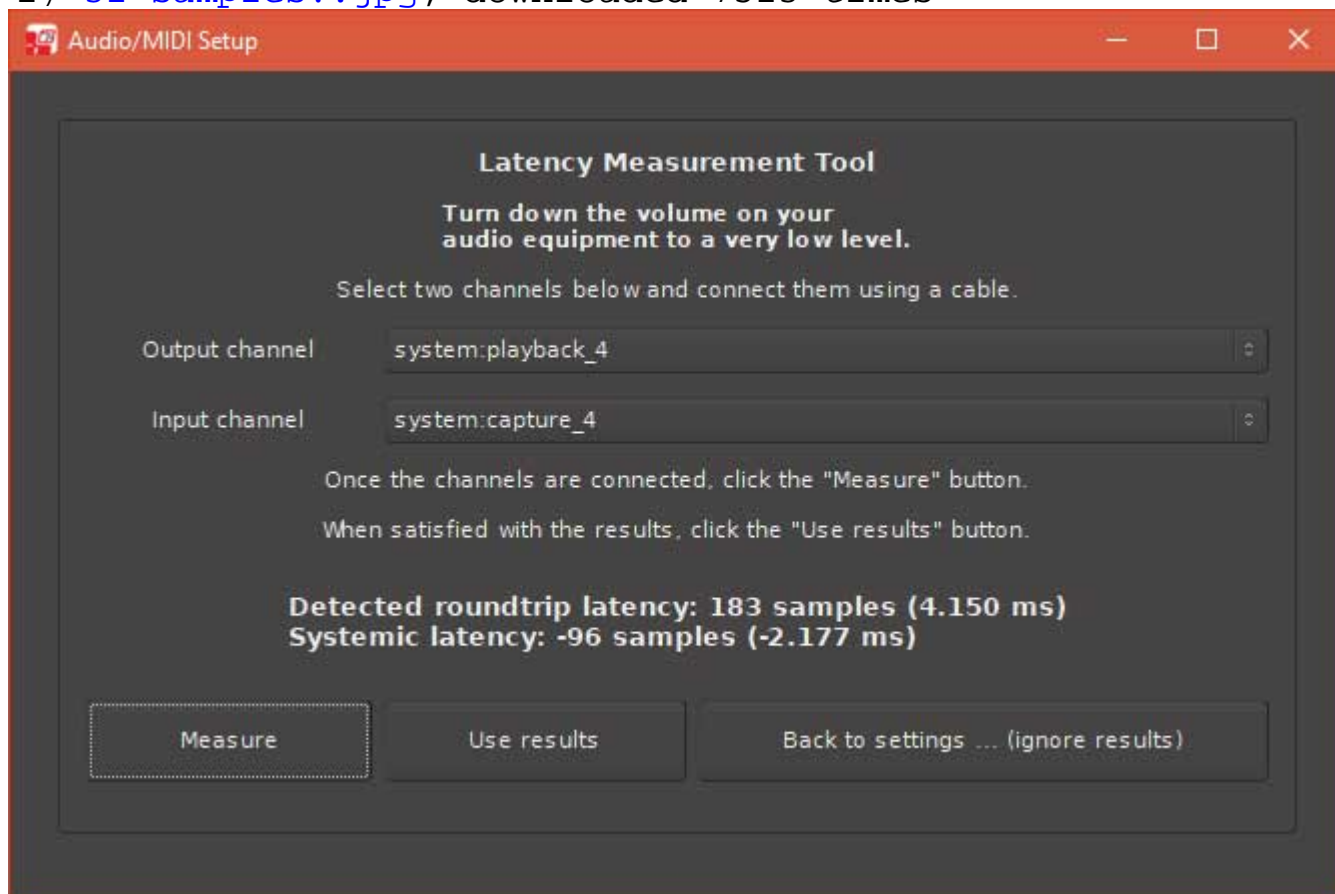 Audio/MIDI Setup
Latency Measurement Tool
Turn down the volume on your
audio equipment to a very low level.
Select two channels below and connect them using a cable.
Output channel system:playback_4
Input channel system:capture_4
Once the channels are connected, click the "Measure" button.
When satisfied with the results, click the "Use results" button.
Detected roundtrip latency: 183 samples (4.150 ms)
Systemic latency: -96 samples (-2.177 ms)
Measure Use results Back to settings ... (ignore results)